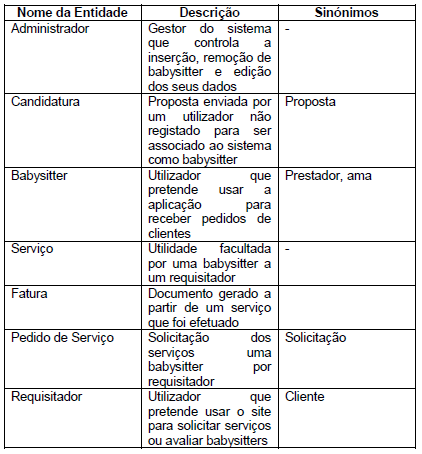 Nome da Entidade Descrição Sinónimos
Administrador Gestor do sistema -
que controla a
inserção, remoção de
babysitter e edição
dos seus dados
Candidatura Proposta enviada por Proposta
um utilizador não
registado para ser
associado ao sistema
como babysitter
Babysitter Utilizador que Prestador, ama
pretende usar a
aplicação para
receber pedidos de
clientes
Serviço Utilidade facultada -
por uma babysitter a
um requisitador
Fatura Documento gerado a
partir de um serviço
que foi efetuado
Pedido de Serviço Solicitação dos Solicitação
serviços uma
babysitter por
requisitador
Requisitador Utilizador que Cliente
pretende usar o site
para solicitar serviços
ou avaliar babysitters